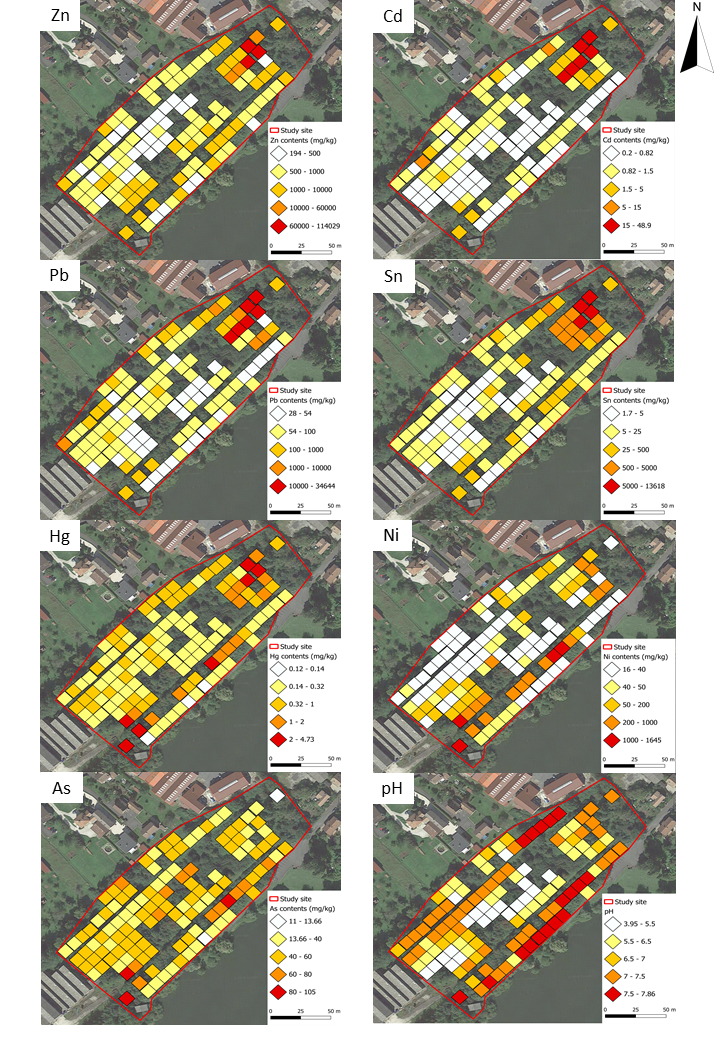 N
Zn
Study site
Zn contents (mg/kg)
194 - 500
500 - 1000
1000 - 10000
10000 - 60000
60000 - 114029
0 25 50 m
Cd
Study site
Cd contents (mg/kg)
0.2 - 0.82
0.82 - 1.5
1.5 - 5
5 - 15
15 - 48.9
0 25 50 m
Pb
Study site
Pb contents (mg/kg)
28 - 54
54 - 100
100 - 1000
1000 - 10000
10000 - 34644
0 25 50 m
Sn
Study site
Sn contents (mg/kg)
1.7 - 5
5 - 25
25 - 500
500 - 5000
5000 - 13618
0 25 50 m
Hg
Study site
Hg contents (mg/kg)
0.12 - 0.14
0.14 - 0.32
0.32 - 1
1 - 2
2 - 4.73
0 25 50 m
Ni
Study site
Ni contents (mg/kg)
16 - 40
40 - 50
50 - 200
200 - 1000
1000 - 1645
0 25 50 m
As
Study site
As contents (mg/kg)
11 - 13.66
13.66 - 40
40 - 60
60 - 80
80 - 105
0 25 50 m
pH
Study site
pH
3.95 - 5.5
5.5 - 6.5
6.5 - 7
7 - 7.5
7.5 - 7.86
0 25 50 m